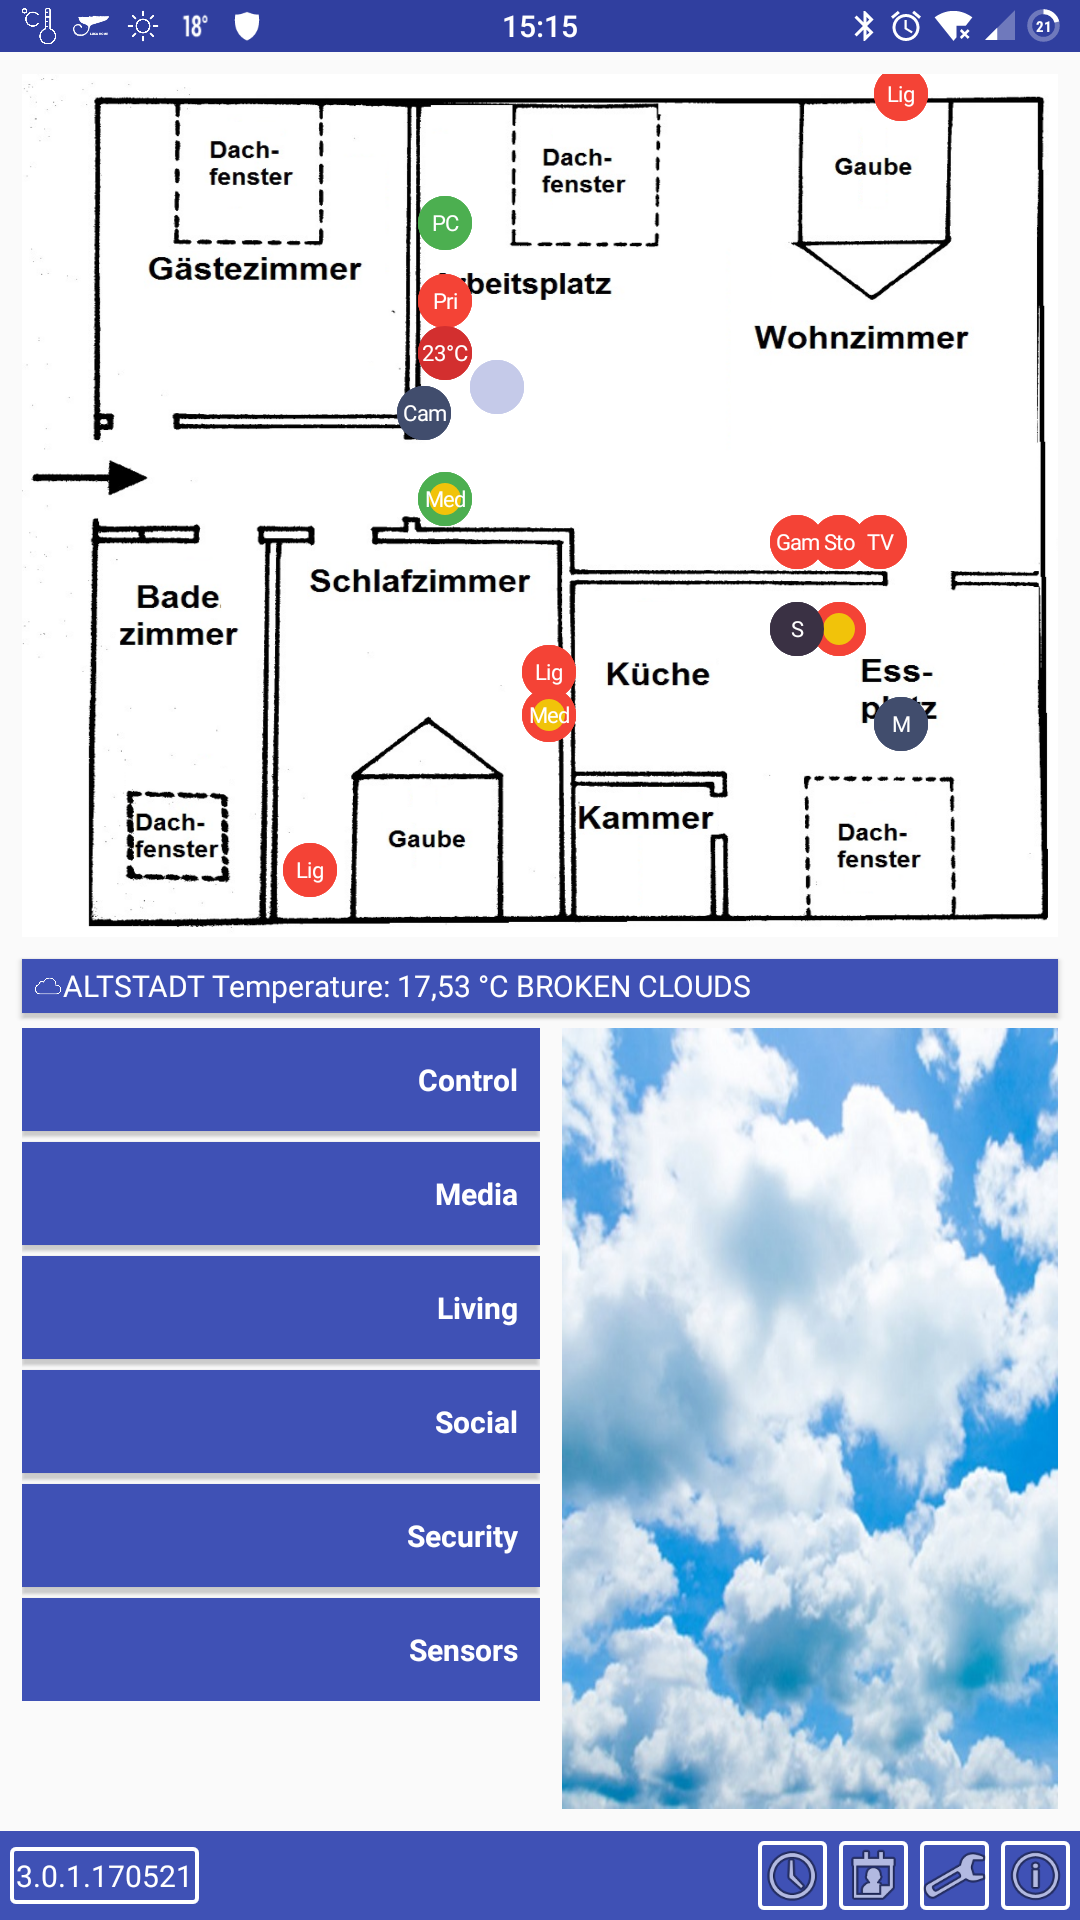 °C 18° 15:15 21
Lig
Dach-
fenster
Dach-
fenster
Gaube
PC
Gästezimmer
beitsplatz
Pri
Wohnzimmer
23°C
Cam
Med
Gam Sto TV
Schlafzimmer
Bade
zimmer
S
Lig
Küche
Ess-
platz
M
Med
Dach-
fenster
Gaube
Kammer
Dach-
fenster
Lig
ALTSTADT Temperature: 17,53 °C BROKEN CLOUDS
Control
Media
Living
Social
Security
Sensors
3.0.1.170521